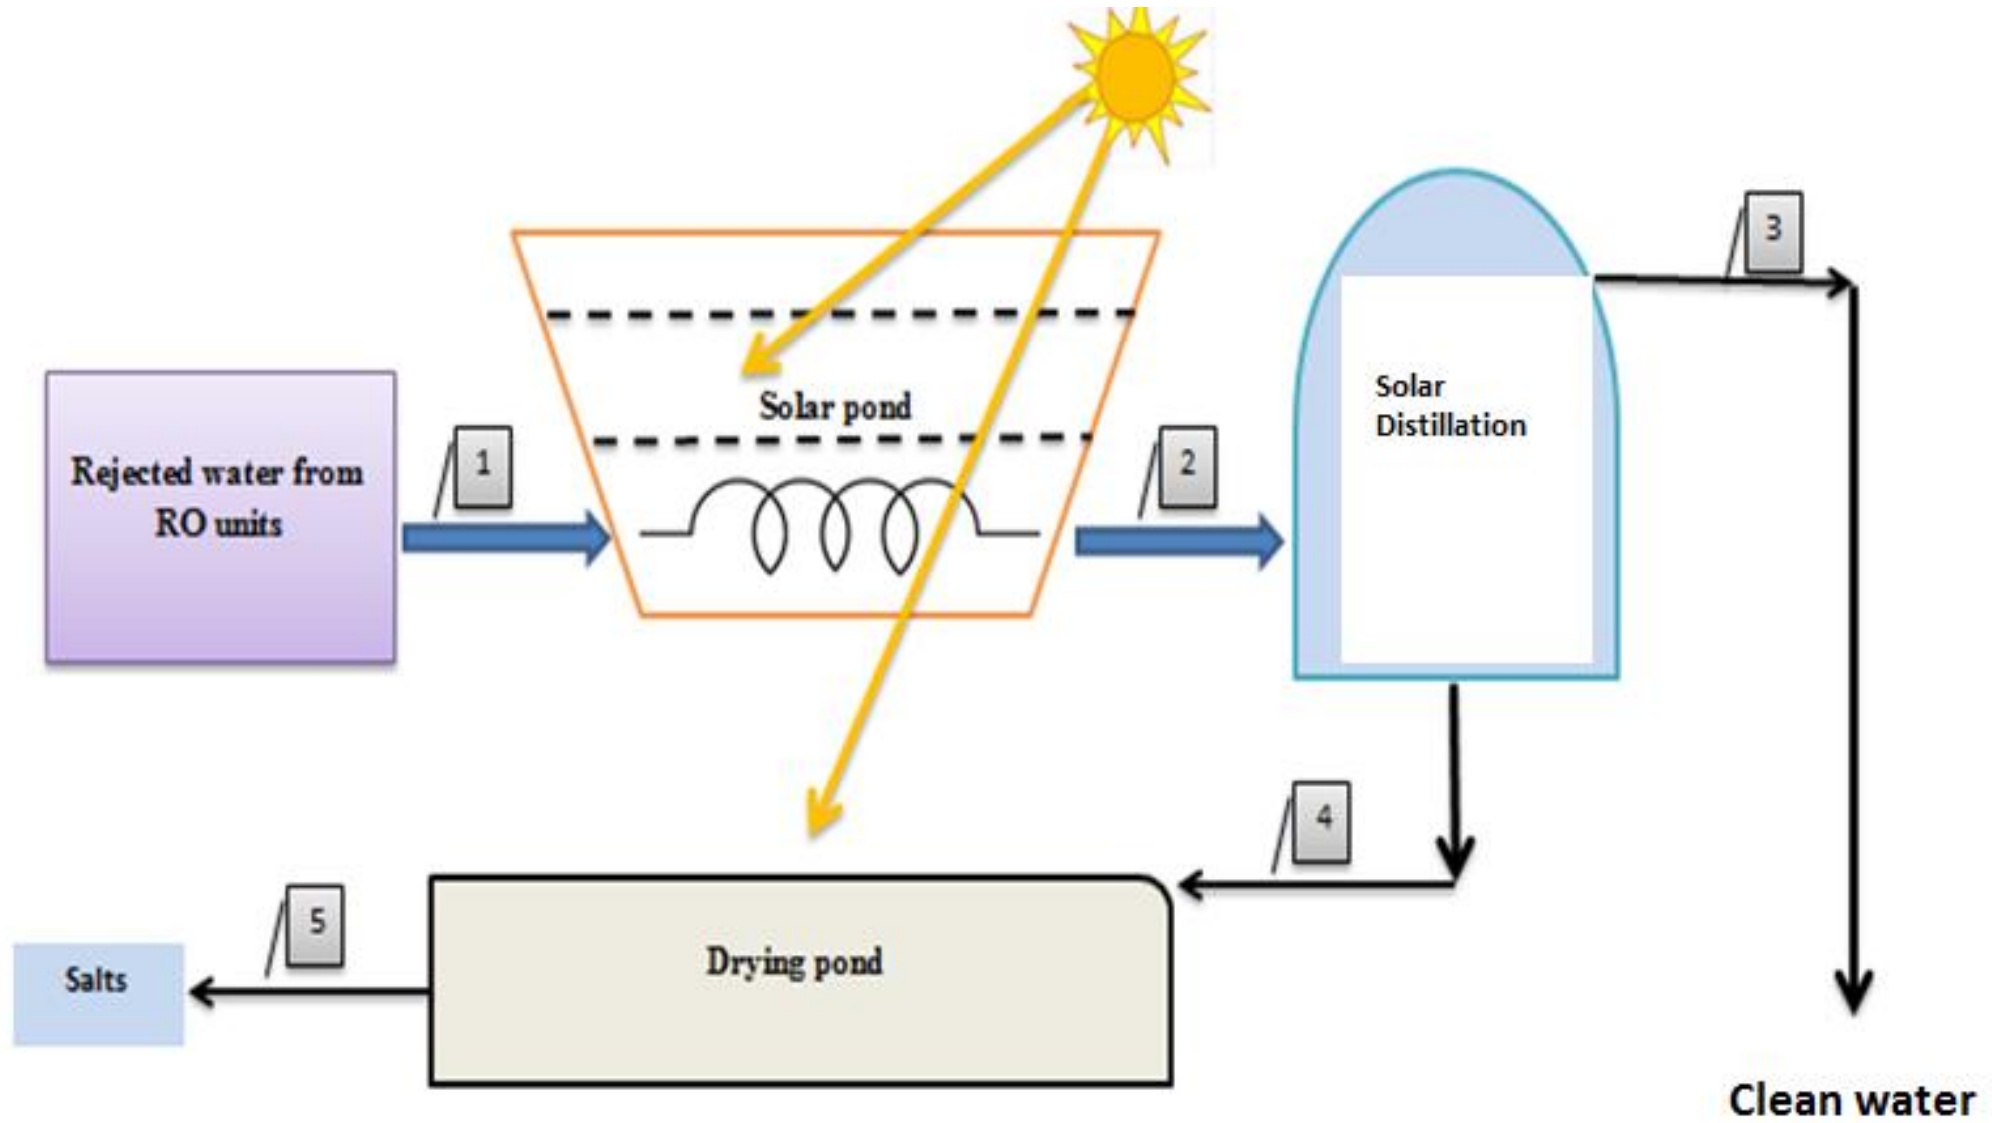 3
Solar
Distillation
Solar pond
1
2
Rejected water from
RO units
4
5
Drying pond
Salts
Clean water